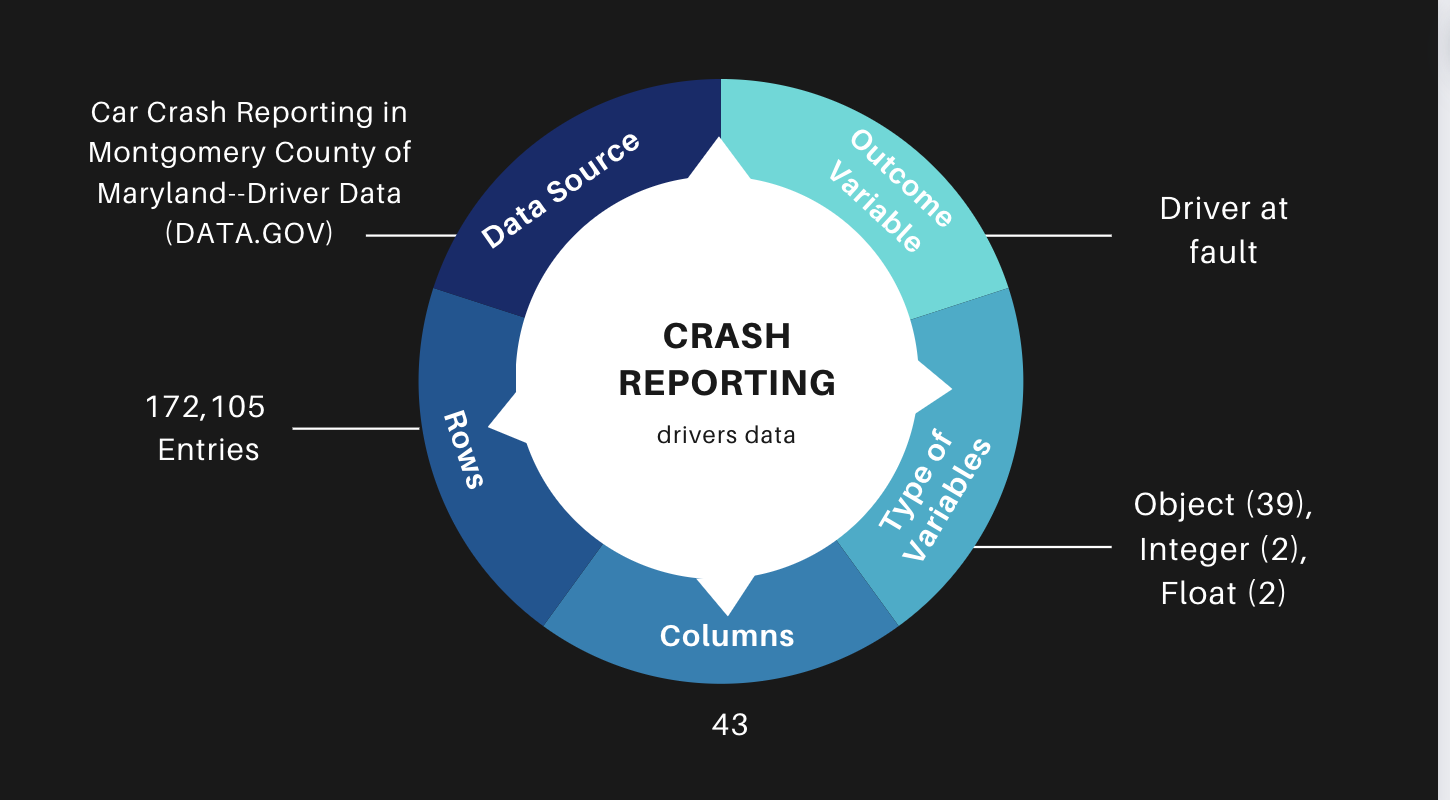 Car Crash Reporting in
Montgomery County of
Maryland--Driver Data
(DATA.GOV)
Data Source
Outcome
Variable
Driver at
fault
CRASH
REPORTING
drivers data
172,105
Entries
Rows
Type of
Variables
Object (39),
Integer (2),
Float (2)
Columns
43